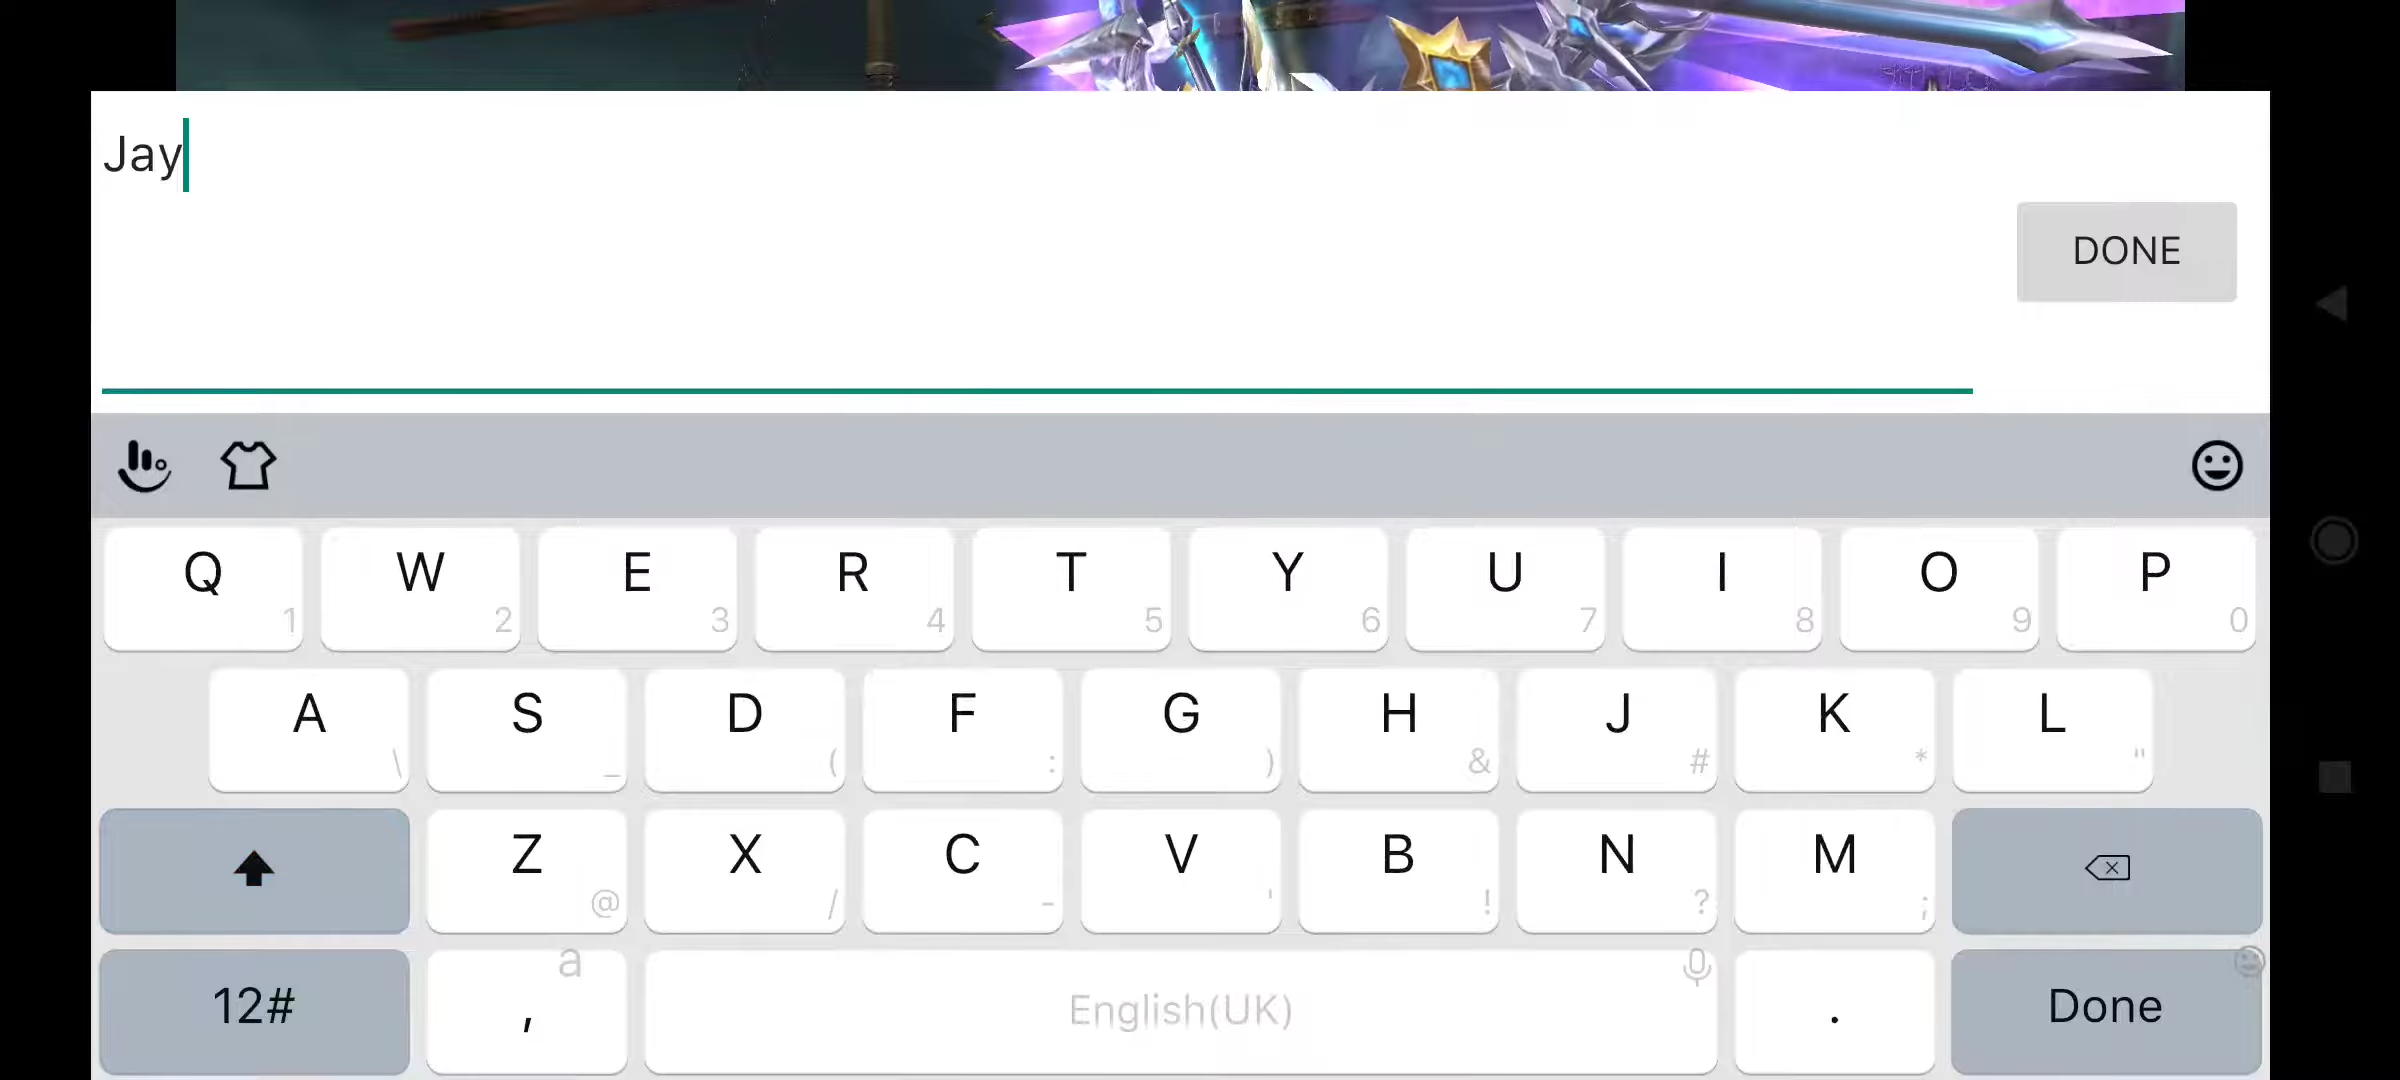 Jay
DONE
Q W E R T Y U I O P
1 2 3 4 5 6 7 8 9 0
A S D F G H J K L
\ _ ( : ) & # * "
Z X C V B N M
@ / - ' ! ? ;
a
12# , English(UK) . Done